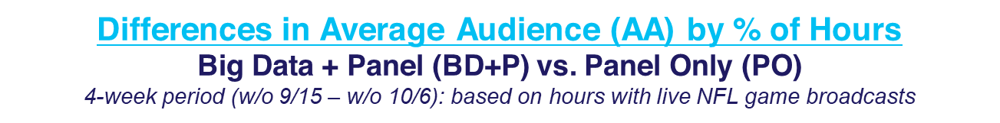 Differences in Average Audience (AA) by % of Hours
Big Data + Panel (BD+P) vs. Panel Only (PO)
4-week period (w/o 9/15 – w/o 10/6): based on hours with live NFL game broadcasts